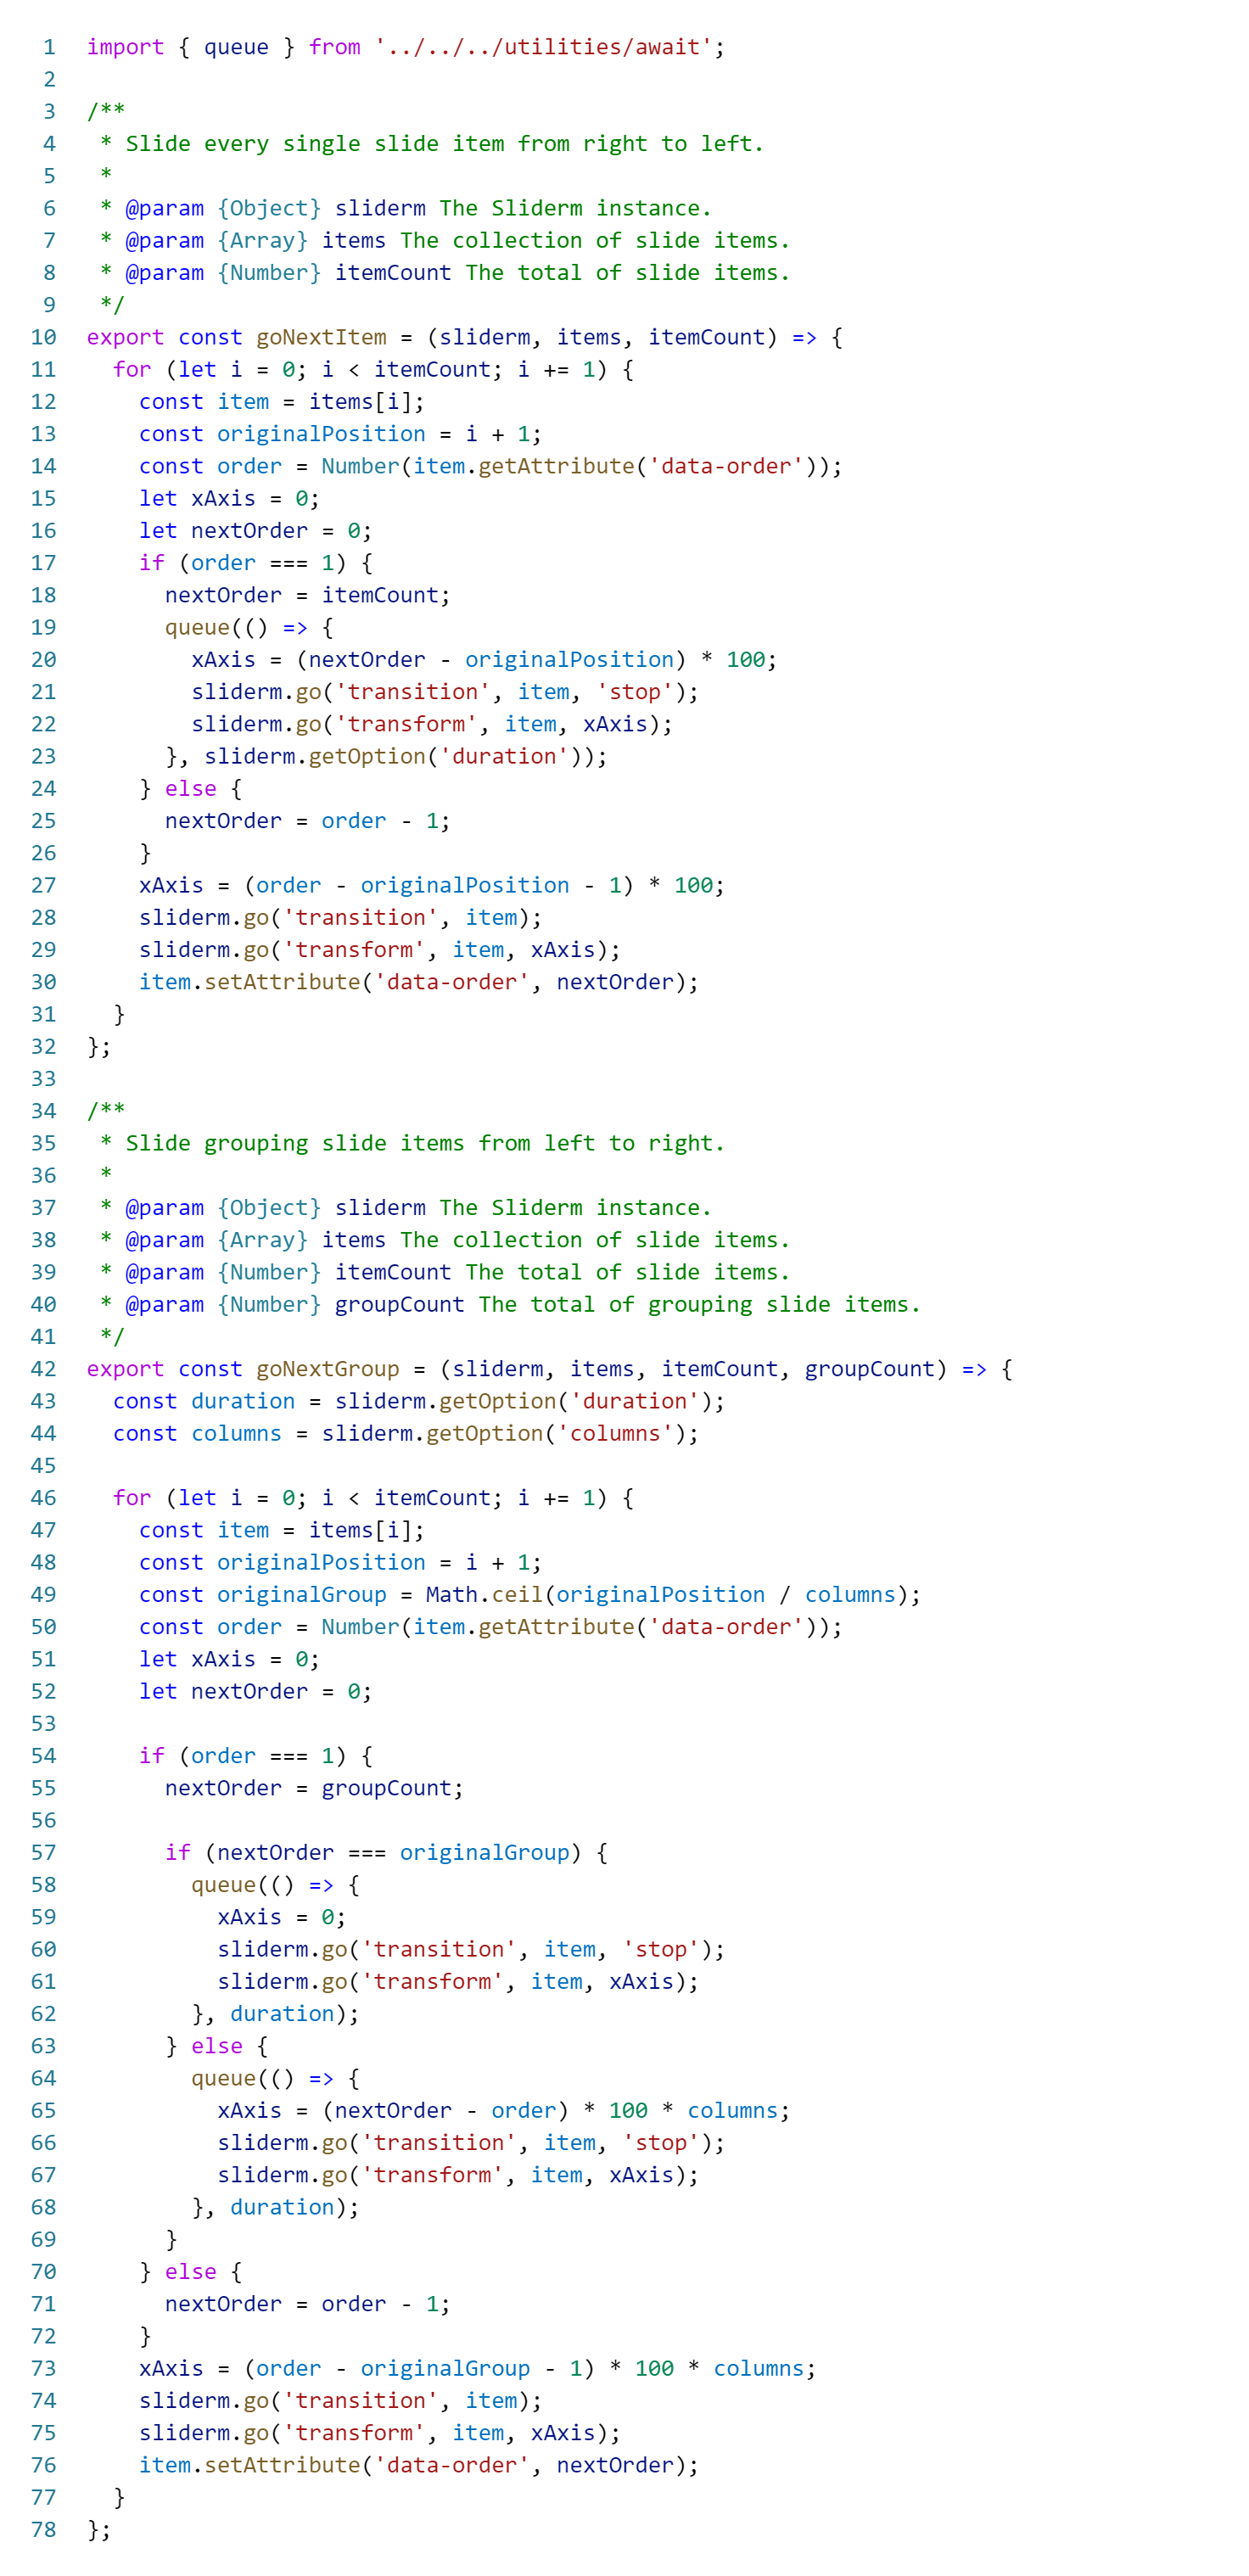 1 import { queue } from '../../../utilities/await';
2
3 /**
4  * Slide every single slide item from right to left.
5  *
6  * @param {Object} sliderm The Sliderm instance.
7  * @param {Array} items The collection of slide items.
8  * @param {Number} itemCount The total of slide items.
9  */
10 export const goNextItem = (sliderm, items, itemCount) => {
11   for (let i = 0; i < itemCount; i += 1) {
12     const item = items[i];
13     const originalPosition = i + 1;
14     const order = Number(item.getAttribute('data-order'));
15     let xAxis = 0;
16     let nextOrder = 0;
17     if (order === 1) {
18       nextOrder = itemCount;
19       queue(() => {
20         xAxis = (nextOrder - originalPosition) * 100;
21         sliderm.go('transition', item, 'stop');
22         sliderm.go('transform', item, xAxis);
23       }, sliderm.getOption('duration'));
24     } else {
25       nextOrder = order - 1;
26     }
27     xAxis = (order - originalPosition - 1) * 100;
28     sliderm.go('transition', item);
29     sliderm.go('transform', item, xAxis);
30     item.setAttribute('data-order', nextOrder);
31   }
32 };
33
34 /**
35  * Slide grouping slide items from left to right.
36  *
37  * @param {Object} sliderm The Sliderm instance.
38  * @param {Array} items The collection of slide items.
39  * @param {Number} itemCount The total of slide items.
40  * @param {Number} groupCount The total of grouping slide items.
41  */
42 export const goNextGroup = (sliderm, items, itemCount, groupCount) => {
43   const duration = sliderm.getOption('duration');
44   const columns = sliderm.getOption('columns');
45
46   for (let i = 0; i < itemCount; i += 1) {
47     const item = items[i];
48     const originalPosition = i + 1;
49     const originalGroup = Math.ceil(originalPosition / columns);
50     const order = Number(item.getAttribute('data-order'));
51     let xAxis = 0;
52     let nextOrder = 0;
53
54     if (order === 1) {
55       nextOrder = groupCount;
56
57       if (nextOrder === originalGroup) {
58         queue(() => {
59           xAxis = 0;
60           sliderm.go('transition', item, 'stop');
61           sliderm.go('transform', item, xAxis);
62         }, duration);
63       } else {
64         queue(() => {
65           xAxis = (nextOrder - order) * 100 * columns;
66           sliderm.go('transition', item, 'stop');
67           sliderm.go('transform', item, xAxis);
68         }, duration);
69       }
70     } else {
71       nextOrder = order - 1;
72     }
73     xAxis = (order - originalGroup - 1) * 100 * columns;
74     sliderm.go('transition', item);
75     sliderm.go('transform', item, xAxis);
76     item.setAttribute('data-order', nextOrder);
77   }
78 };